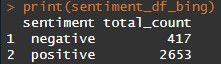 > print(sentiment_df_bing)
sentiment total_count
1 negative 417
2 positive 2653